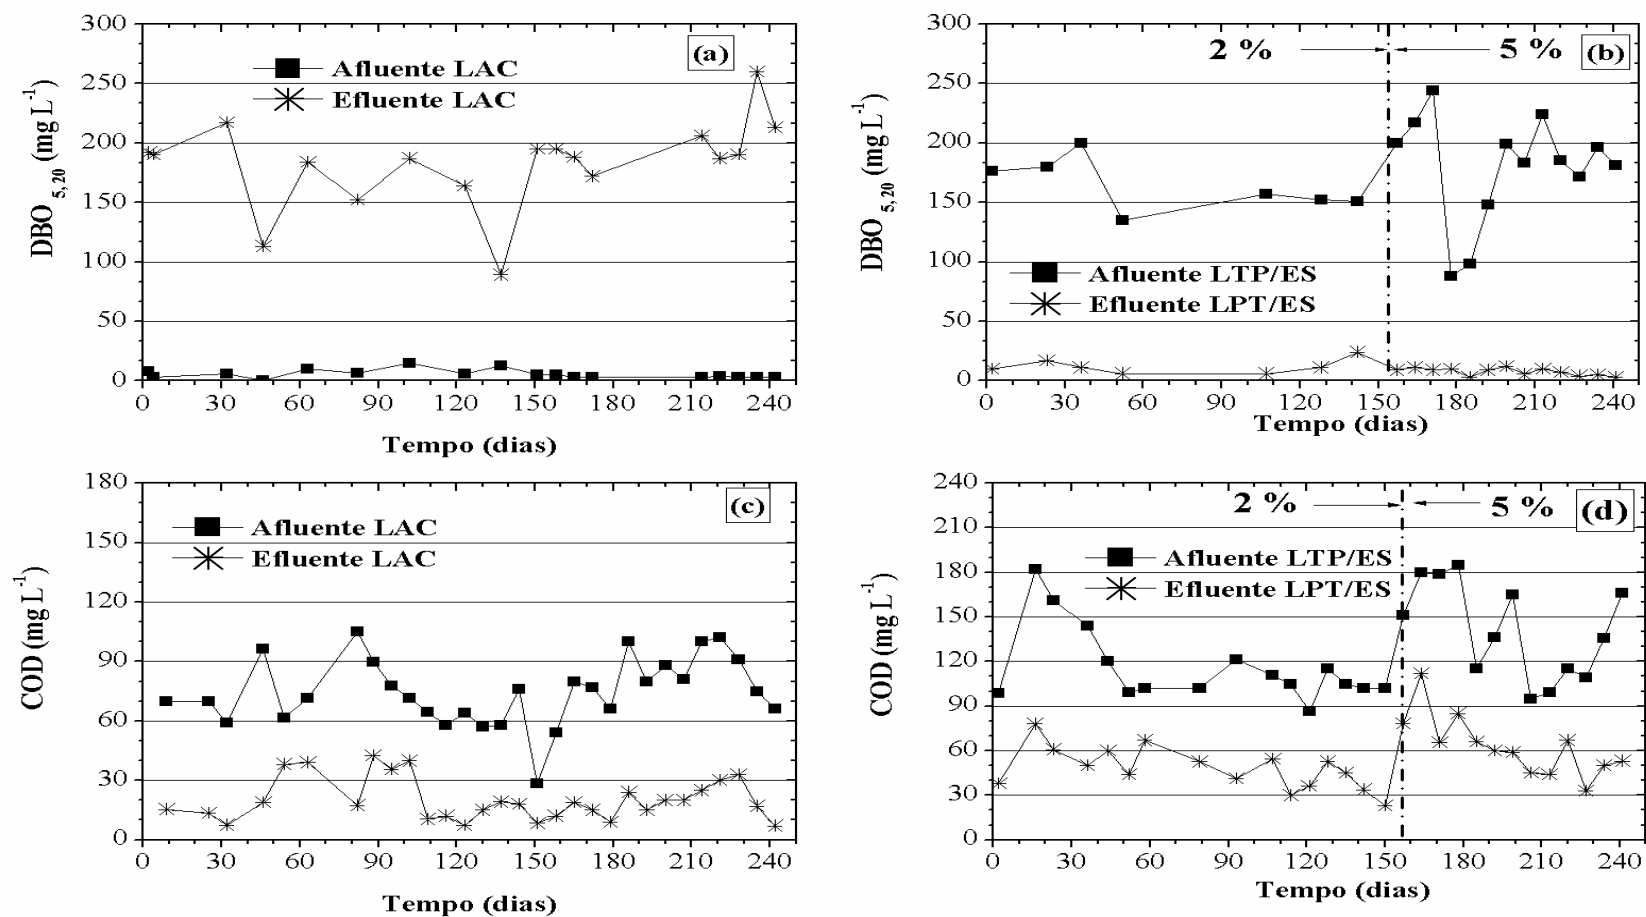 (a)
Afluente LAC
Efluente LAC
DBO 5,20 (mg L-1)
300
250
200
150
100
50
0
0 30 60 90 120 150 180 210 240
Tempo (dias)
(b)
2 % 5 %
Afluente LTP/ES
Efluente LPT/ES
DBO 5,20 (mg L-1)
300
250
200
150
100
50
0
0 30 60 90 120 150 180 210 240
Tempo (dias)
(c)
Afluente LAC
Efluente LAC
COD (mg L-1)
180
150
120
90
60
30
0
0 30 60 90 120 150 180 210 240
Tempo (dias)
(d)
2 % 5 %
Afluente LTP/ES
Efluente LPT/ES
COD (mg L-1)
240
210
180
150
120
90
60
30
0
0 30 60 90 120 150 180 210 240
Tempo (dias)